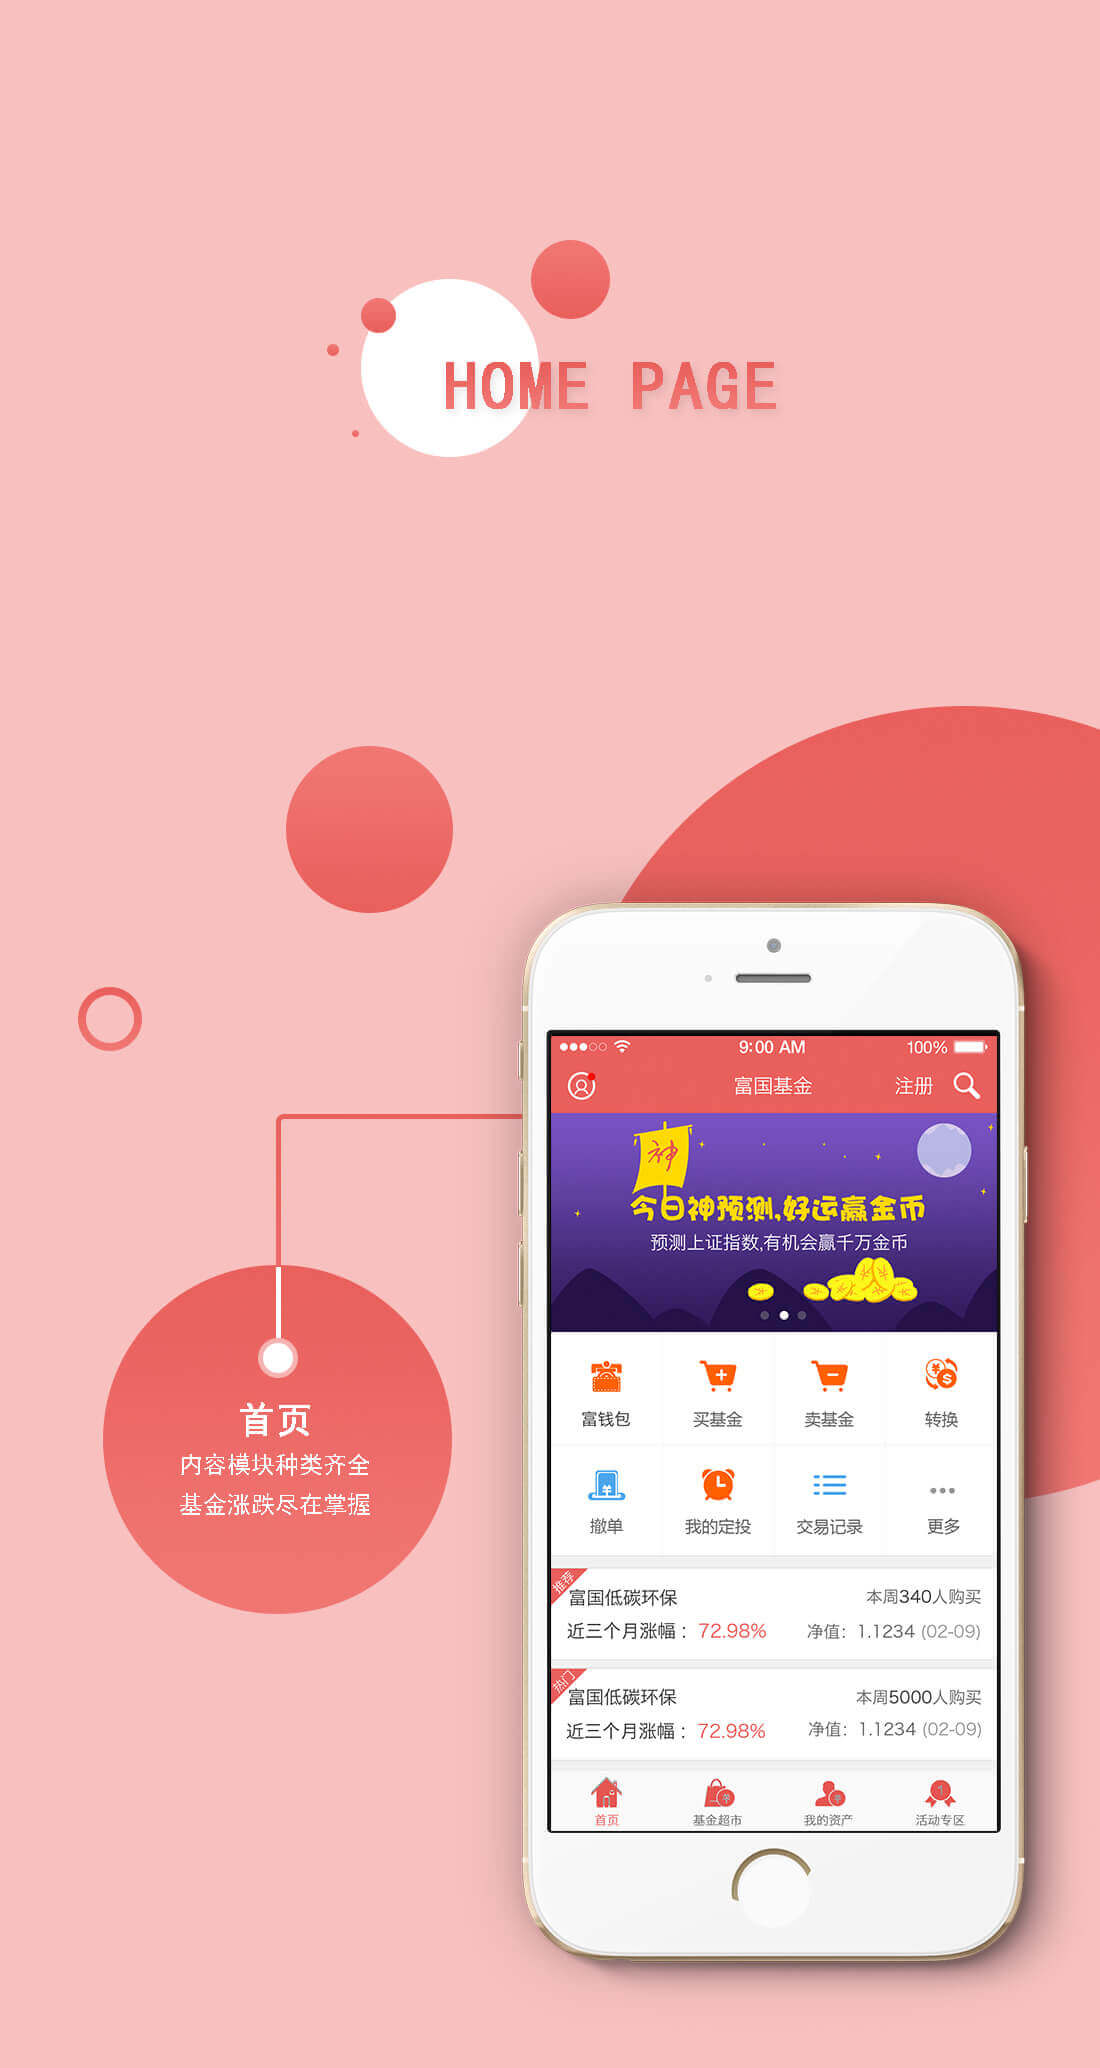 HOME PAGE
9:00 AM
100%
富国基金
注册
神
今日神预测,好运赢金币
预测上证指数,有机会赢千万金币
富钱包
买基金
卖基金
转换
撤单
我的定投
交易记录
更多
推荐
富国低碳环保
本周340人购买
近三个月涨幅：72.98%
净值：1.1234 (02-09)
热门
富国低碳环保
本周5000人购买
近三个月涨幅：72.98%
净值：1.1234 (02-09)
首页
基金超市
我的资产
活动专区
首页
内容模块种类齐全
基金涨跌尽在掌握